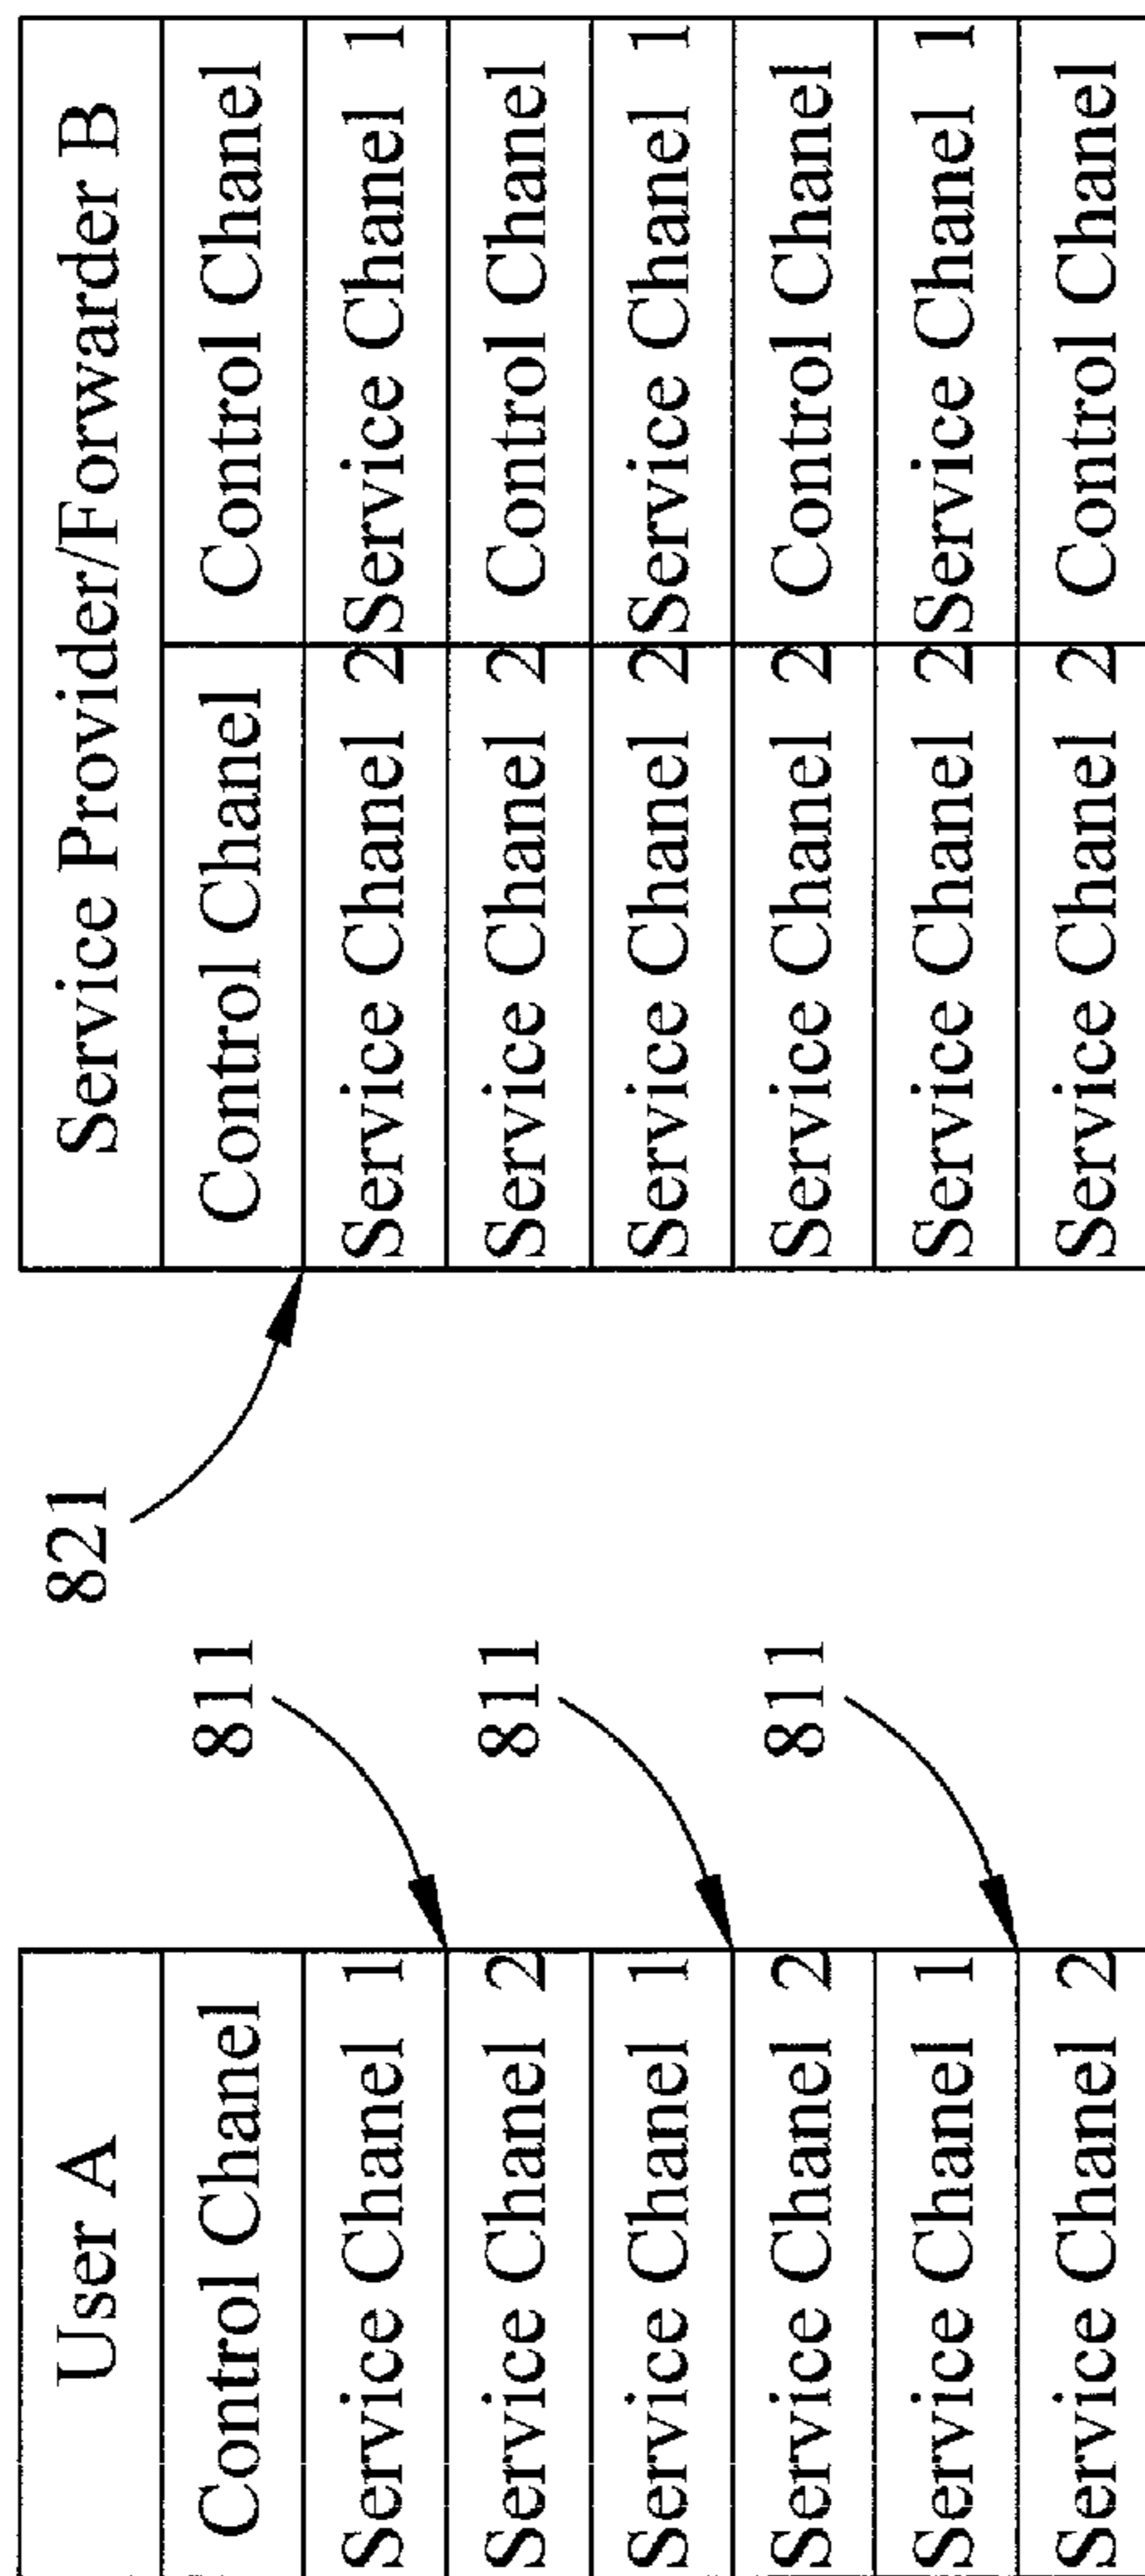 User A
Control Chanel
Service Chanel 1
Service Chanel 2
Service Chanel 1
Service Chanel 2
Service Chanel 1
Service Chanel 2
811
811
811
821
Service Provider/Forwarder B
Control Chanel Control Chanel
Service Chanel 2 Service Chanel 1
Service Chanel 2 Control Chanel
Service Chanel 2 Service Chanel 1
Service Chanel 2 Control Chanel
Service Chanel 2 Service Chanel 1
Service Chanel 2 Control Chanel